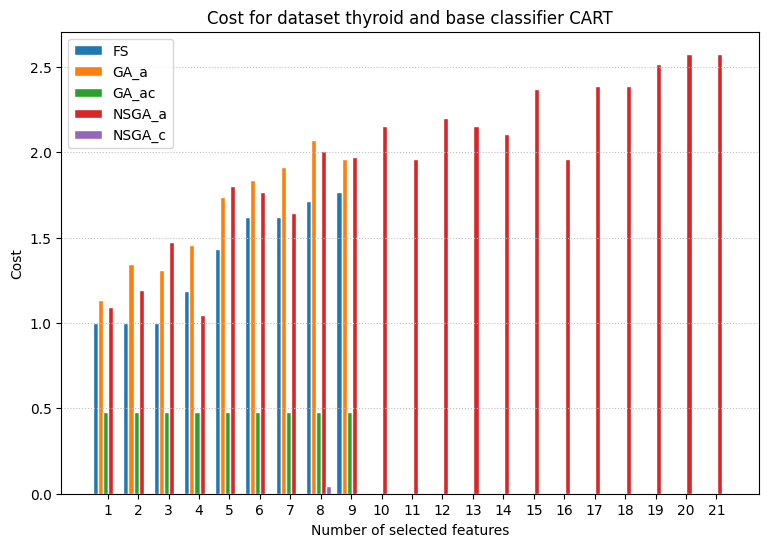 Cost for dataset thyroid and base classifier CART
FS
GA_a
GA_ac
NSGA_a
NSGA_c
2.5
2.0
1.5
1.0
0.5
0.0
Cost
1 2 3 4 5 6 7 8 9 10 11 12 13 14 15 16 17 18 19 20 21
Number of selected features